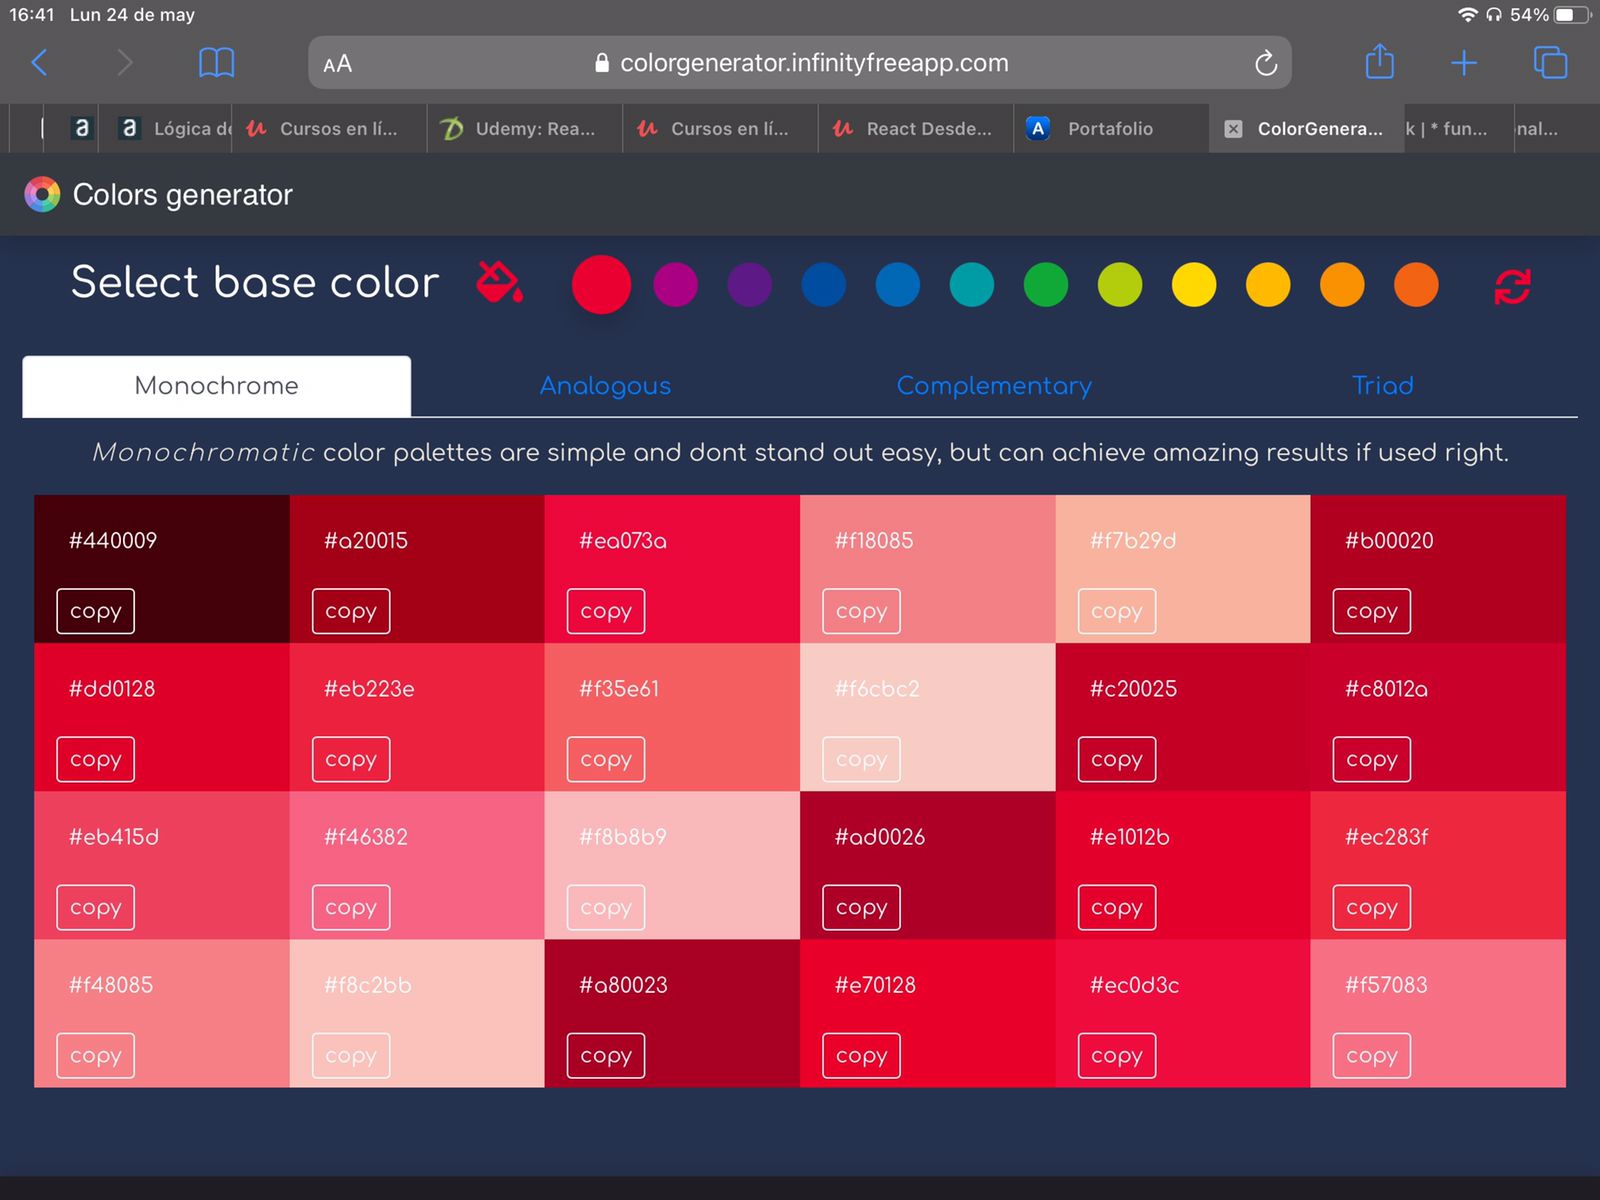 16:41 Lun 24 de may
54%
AA
colorgenerator.infinityfreeapp.com
a
a Lógica de
u Cursos en lí...
Udemy: Rea...
u Cursos en lí...
u React Desde...
A Portafolio
ColorGenera...
k | * fun...
nal...
Colors generator
Select base color
Monochrome Analogous Complementary Triad
Monochromatic color palettes are simple and dont stand out easy, but can achieve amazing results if used right.
#440009 #a20015 #ea073a #f18085 #f7b29d #b00020
copy copy copy copy copy copy
#dd0128 #eb223e #f35e61 #f6cbc2 #c20025 #c8012a
copy copy copy copy copy copy
#eb415d #f46382 #f8b8b9 #ad0026 #e1012b #ec283f
copy copy copy copy copy copy
#f48085 #f8c2bb #a80023 #e70128 #ec0d3c #f57083
copy copy copy copy copy copy